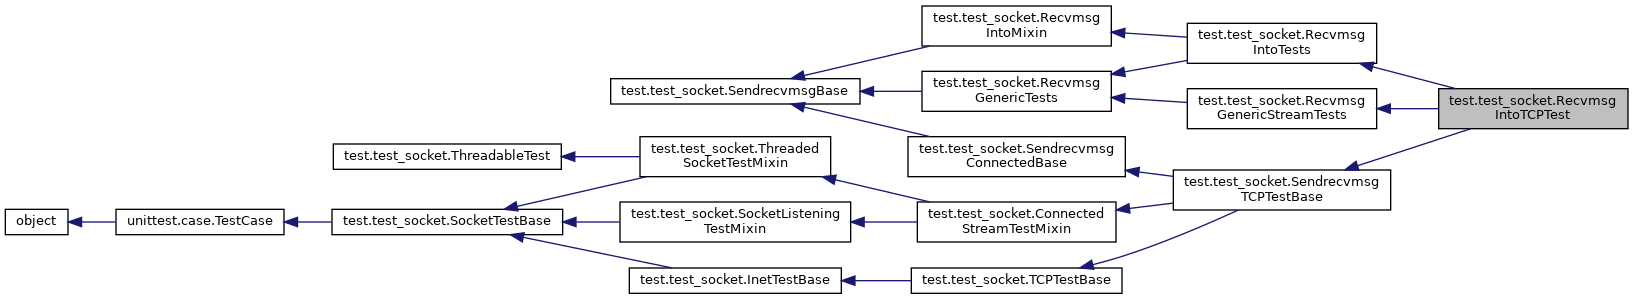 test.test_socket.Recvmsg
IntoMixin
test.test_socket.Recvmsg
IntoTests
test.test_socket.SendrecvmsgBase
test.test_socket.Recvmsg
GenericTests
test.test_socket.Recvmsg
GenericStreamTests
test.test_socket.Recvmsg
IntoTCPTest
test.test_socket.ThreadableTest
test.test_socket.Threaded
SocketTestMixin
test.test_socket.Sendrecvmsg
ConnectedBase
test.test_socket.Sendrecvmsg
TCPTestBase
object
unittest.case.TestCase
test.test_socket.SocketTestBase
test.test_socket.SocketListening
TestMixin
test.test_socket.Connected
StreamTestMixin
test.test_socket.InetTestBase
test.test_socket.TCPTestBase